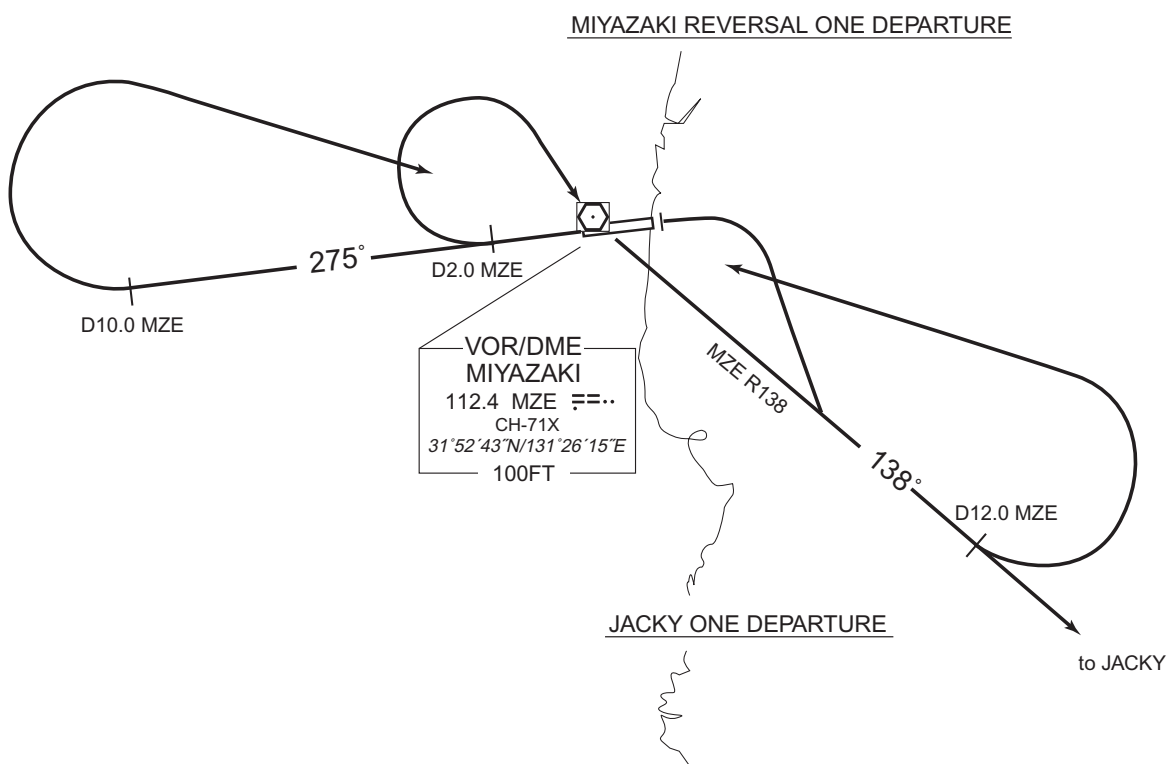 MIYAZAKI REVERSAL ONE DEPARTURE
275°
D2.0 MZE
D10.0 MZE
VOR/DME
MIYAZAKI
112.4 MZE
CH-71X
31°52´43˝N/131°26´15˝E
100FT
MZE R138
138°
D12.0 MZE
JACKY ONE DEPARTURE
to JACKY